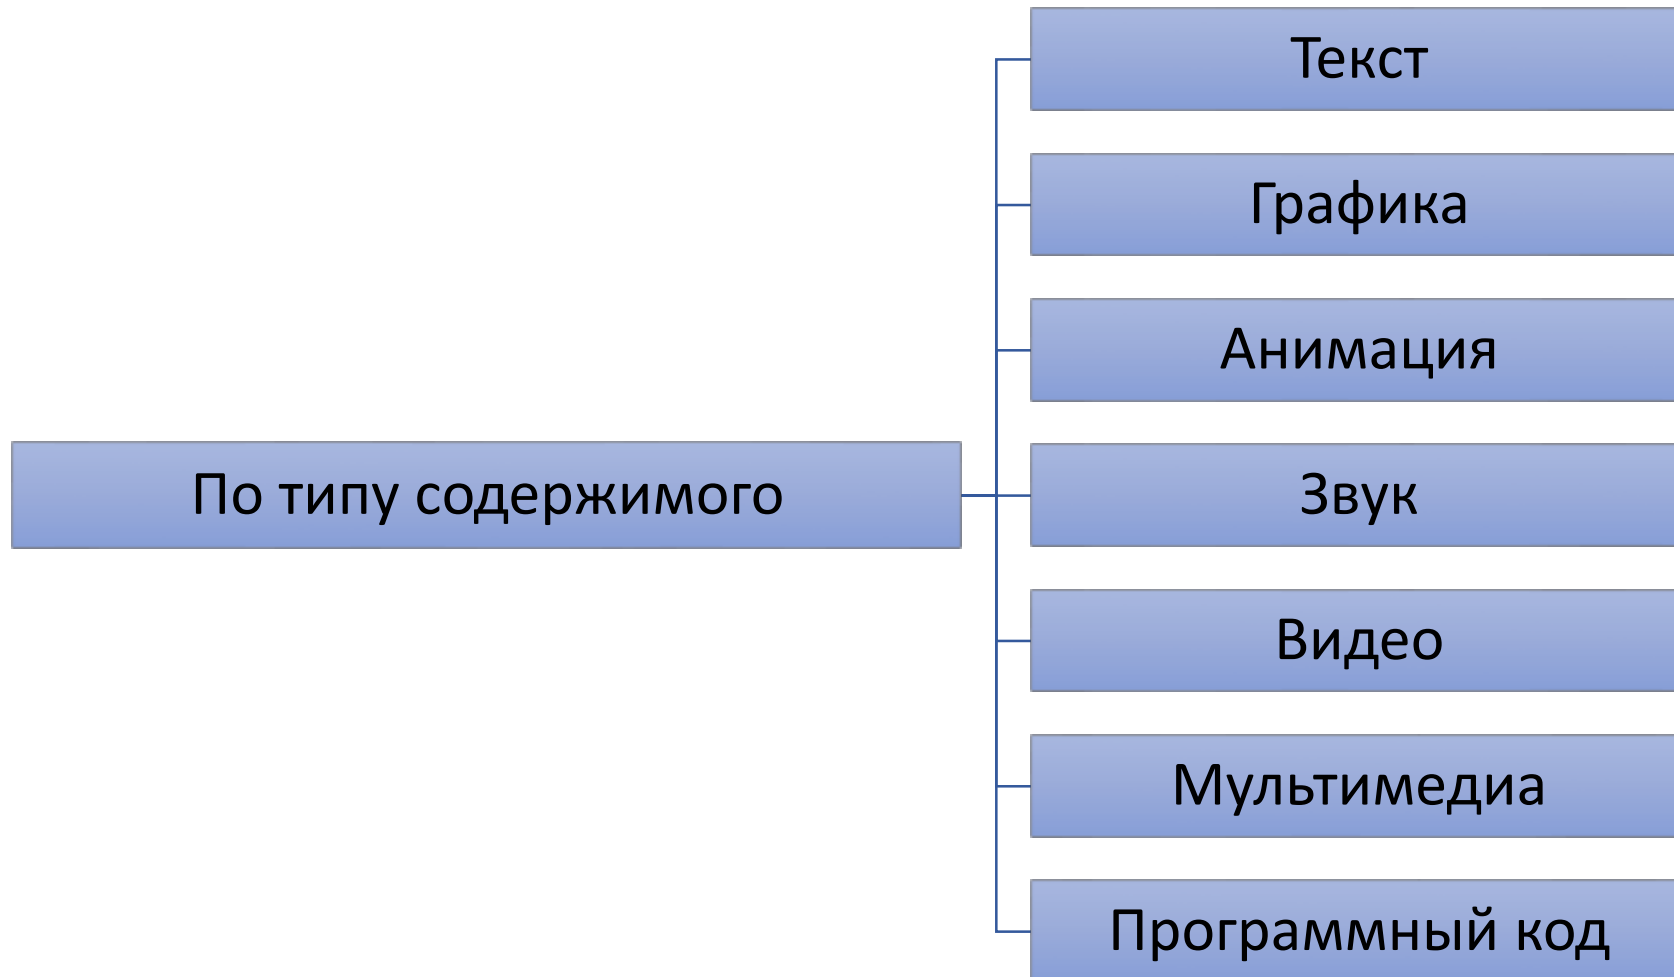 Текст
Графика
Анимация
По типу содержимого
Звук
Видео
Мультимедиа
Программный код